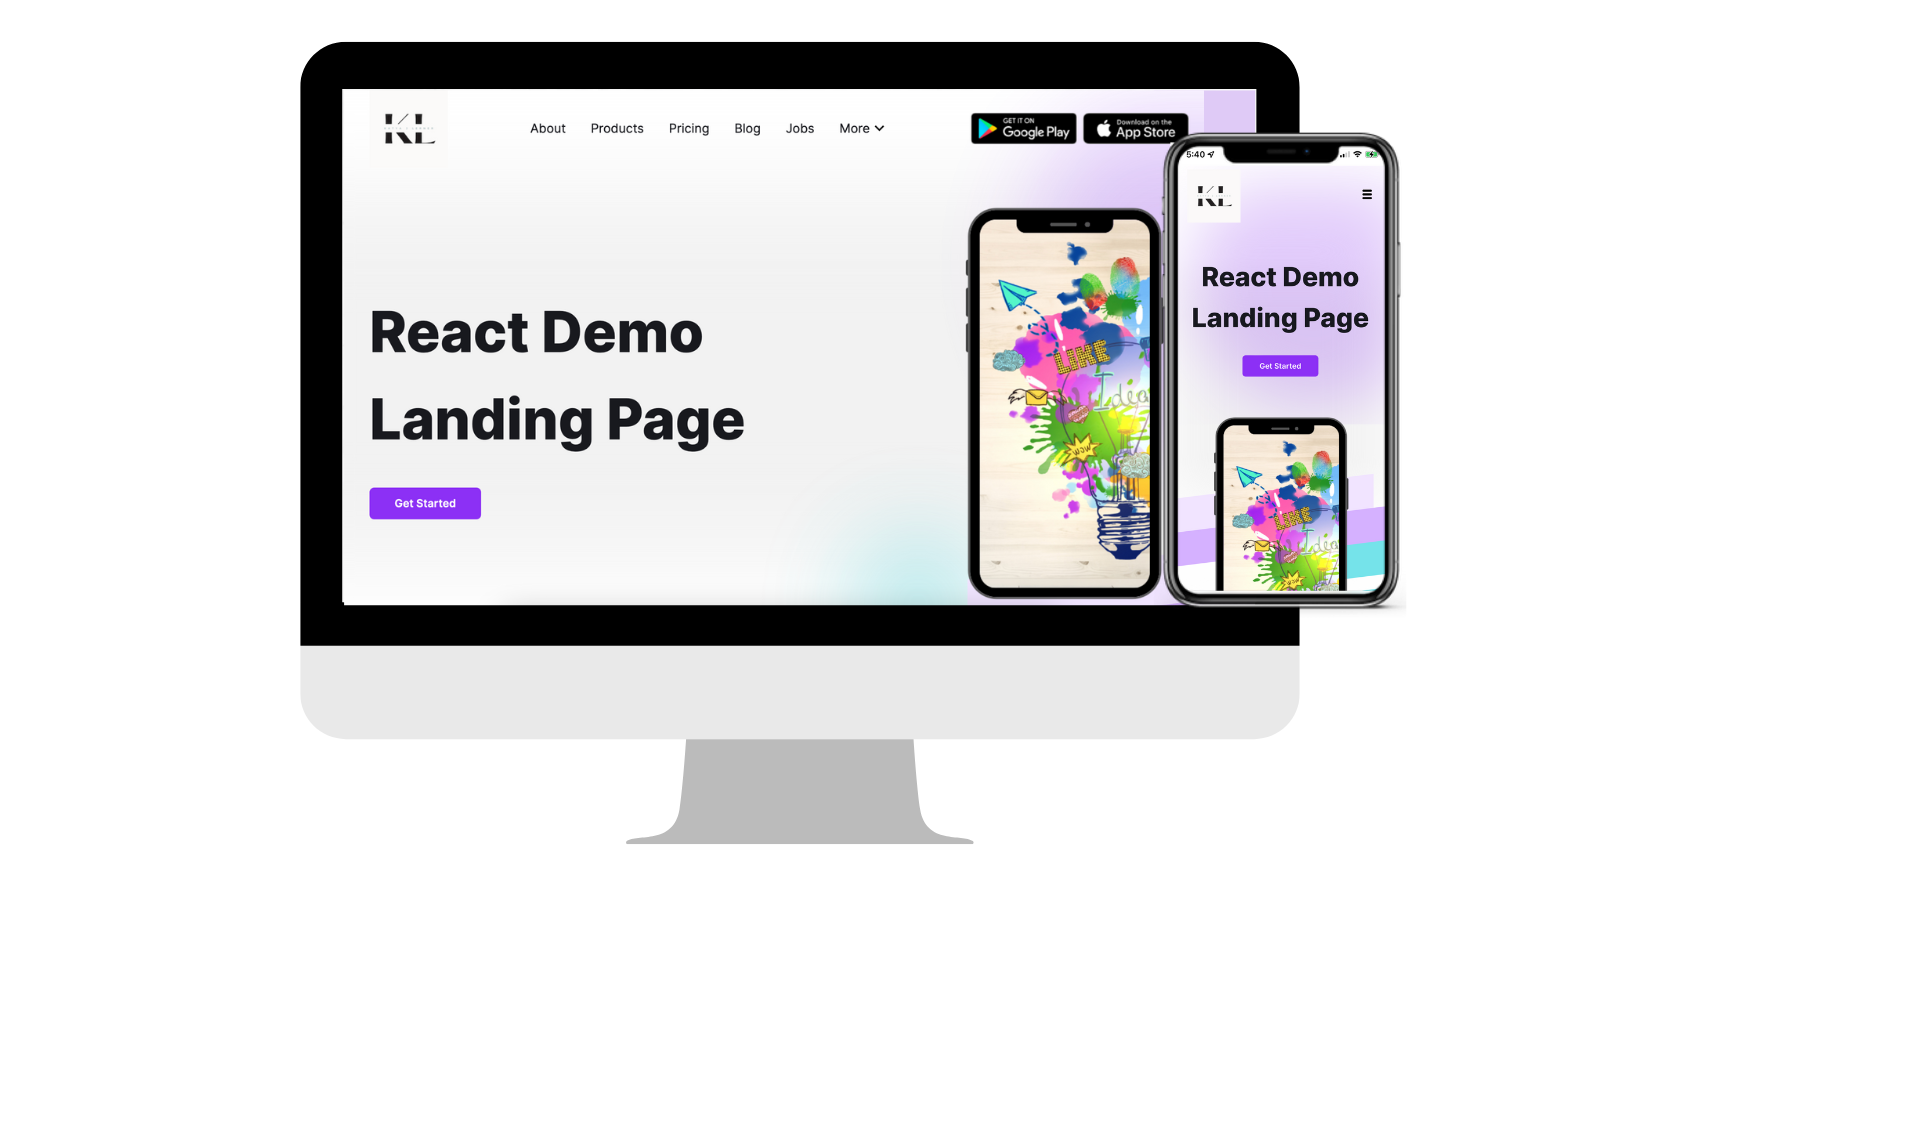 KL
About Products Pricing Blog Jobs More
GET IT ON
Google Play
Download on the
App Store
React Demo
Landing Page
Get Started
LIKE
Idea
WOW
5:40
KL
React Demo
Landing Page
Get Started
LIKE
Idea
WOW